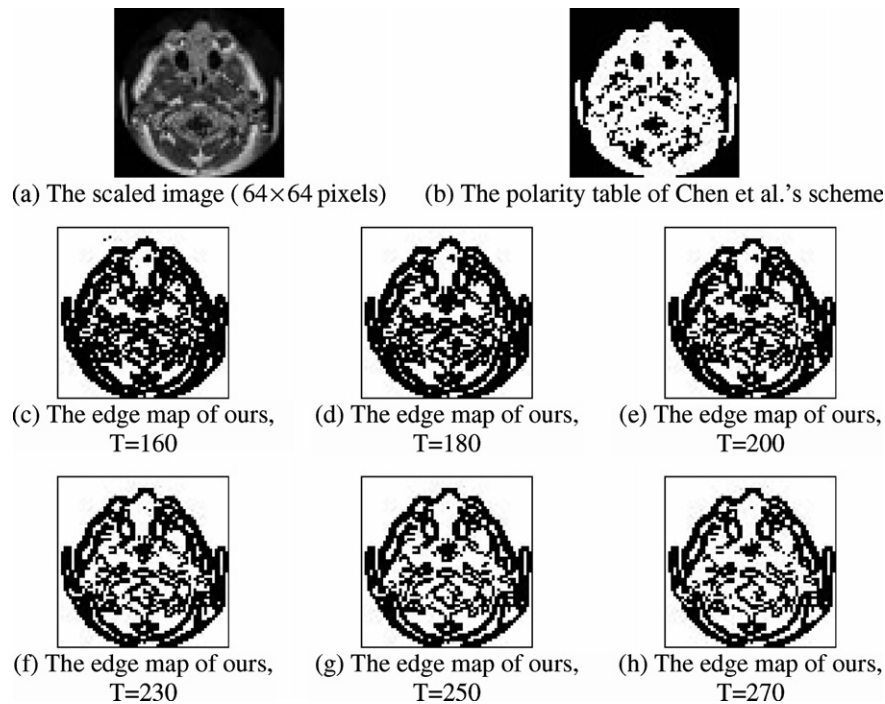 (a) The scaled image (64×64 pixels)
(b) The polarity table of Chen et al.'s scheme
(c) The edge map of ours,
T=160
(d) The edge map of ours,
T=180
(e) The edge map of ours,
T=200
(f) The edge map of ours,
T=230
(g) The edge map of ours,
T=250
(h) The edge map of ours,
T=270